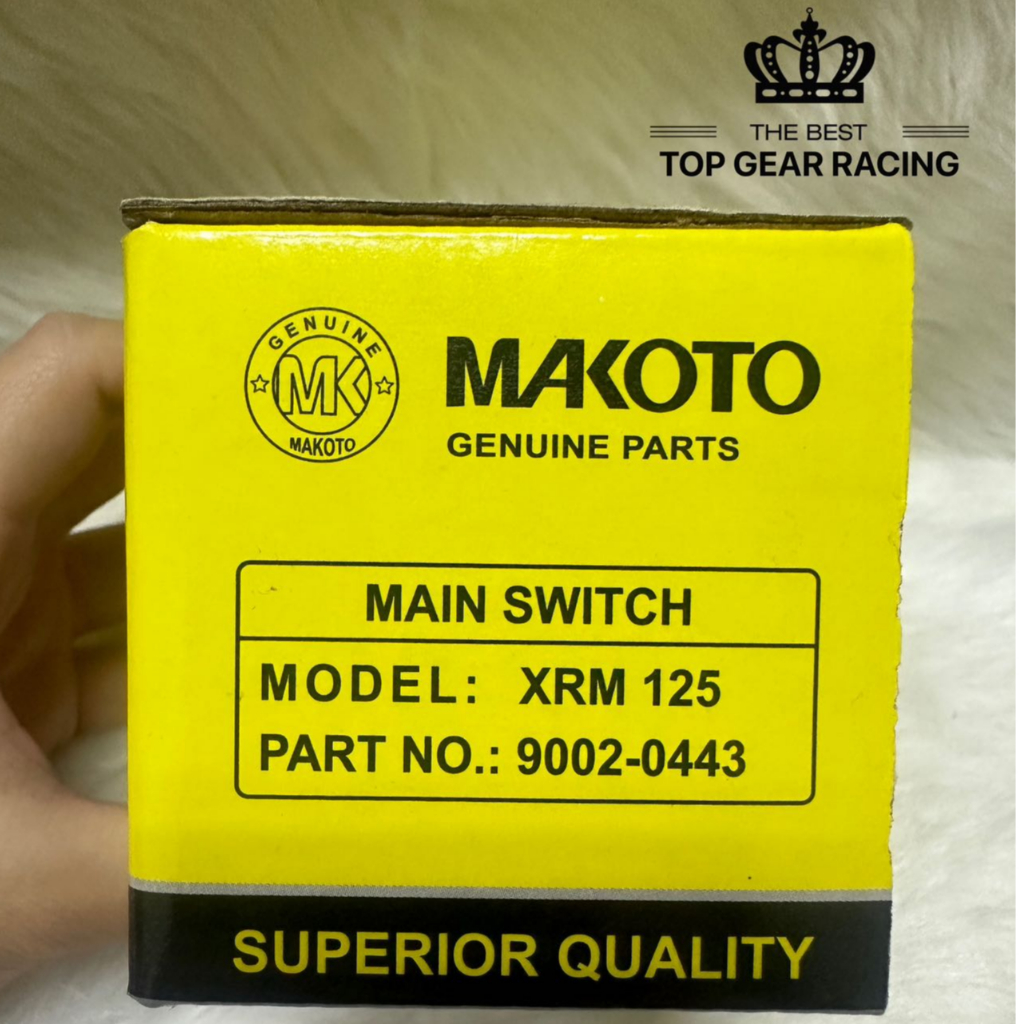 THE BEST
TOP GEAR RACING
GENUINE
MK
MAKOTO
MAKOTO
GENUINE PARTS
MAIN SWITCH
MODEL: XRM 125
PART NO.: 9002-0443
SUPERIOR QUALITY